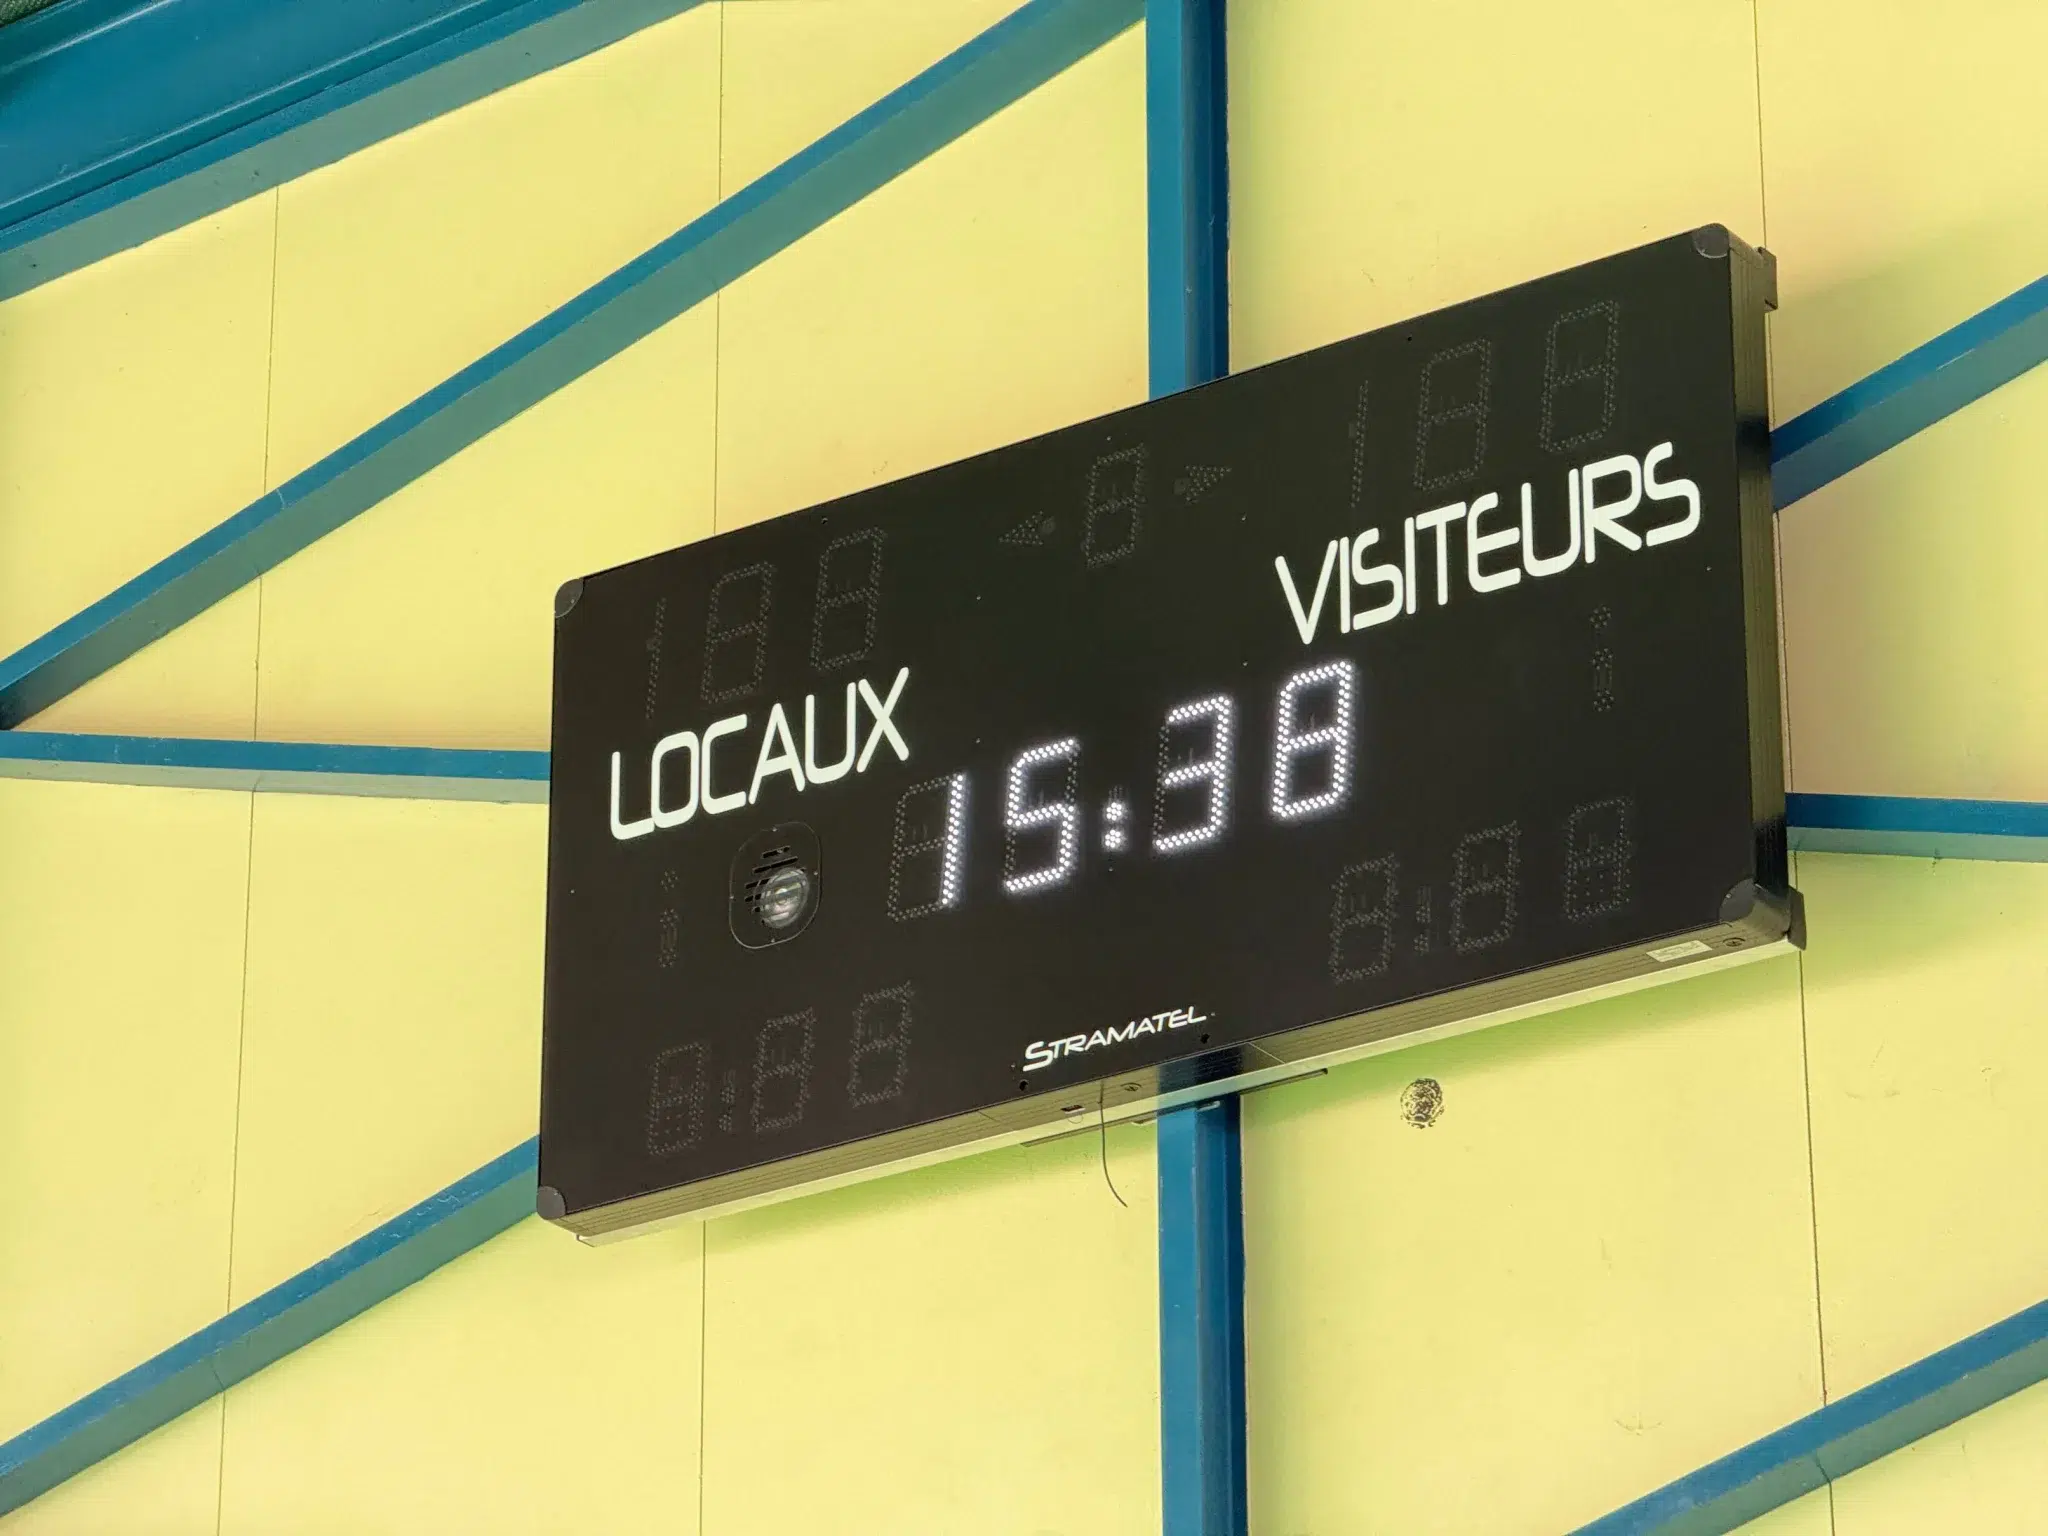 LOCAUX
VISITEURS
15:38
STRAMATEL